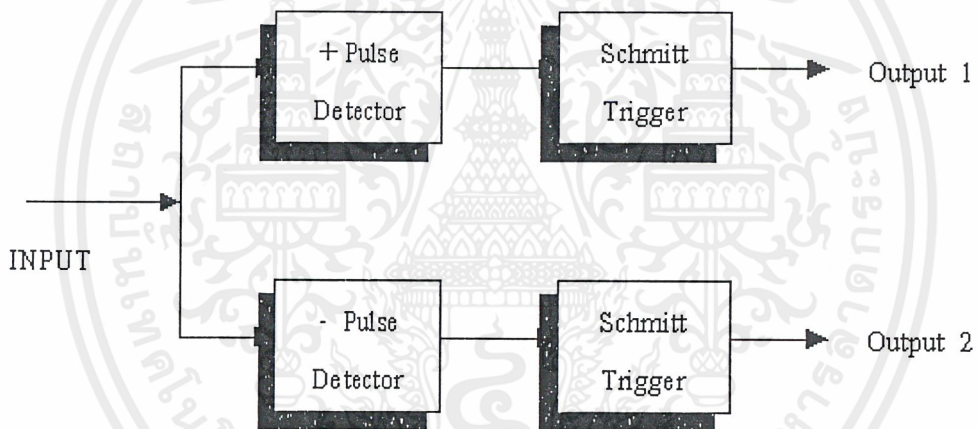 + Pulse
Detector
Schmitt
Trigger
Output 1
INPUT
- Pulse
Detector
Schmitt
Trigger
Output 2